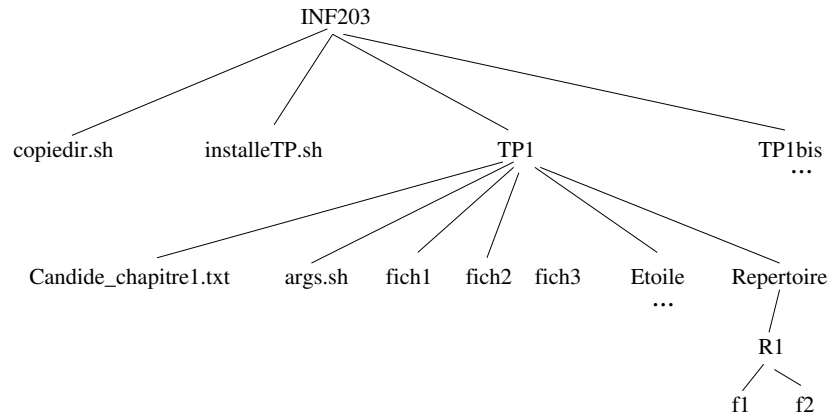 INF203
copiedir.sh installeTP.sh TP1 TP1bis
...
Candide_chapitre1.txt args.sh fich1 fich2 fich3 Etoile Repertoire
...
R1
f1 f2